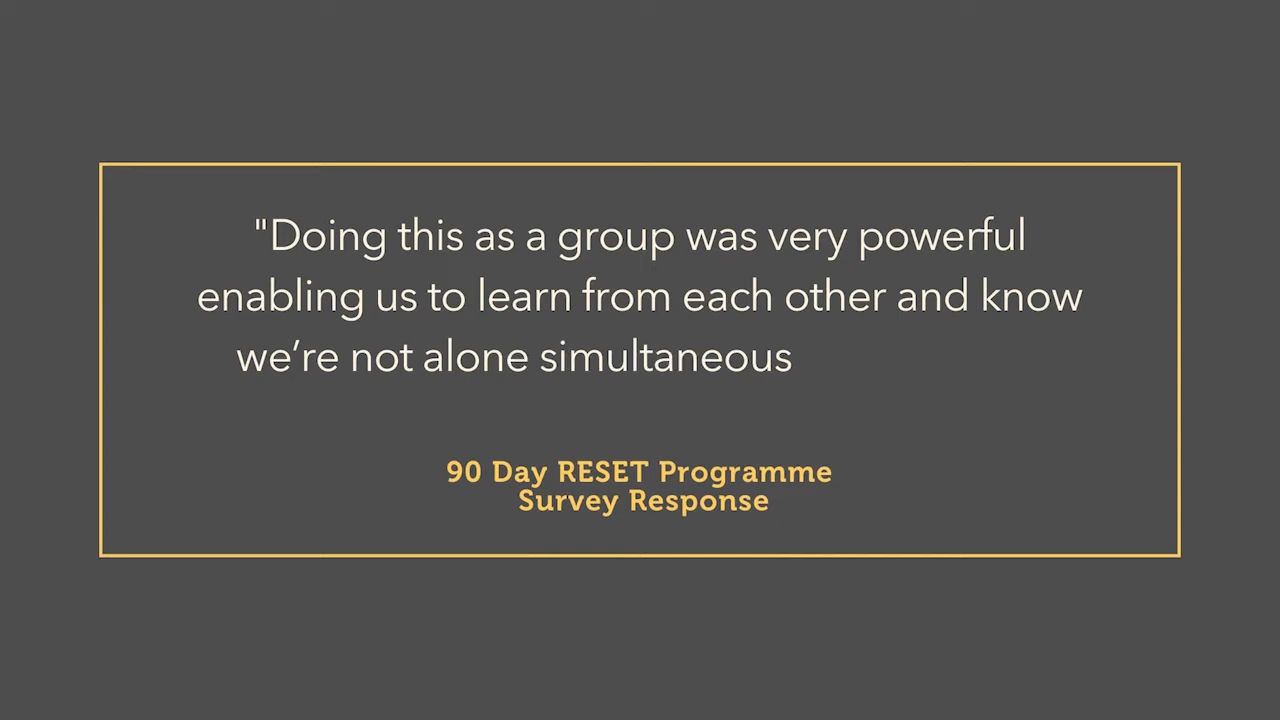 "Doing this as a group was very powerful
enabling us to learn from each other and know
we’re not alone simultaneous
90 Day RESET Programme
Survey Response